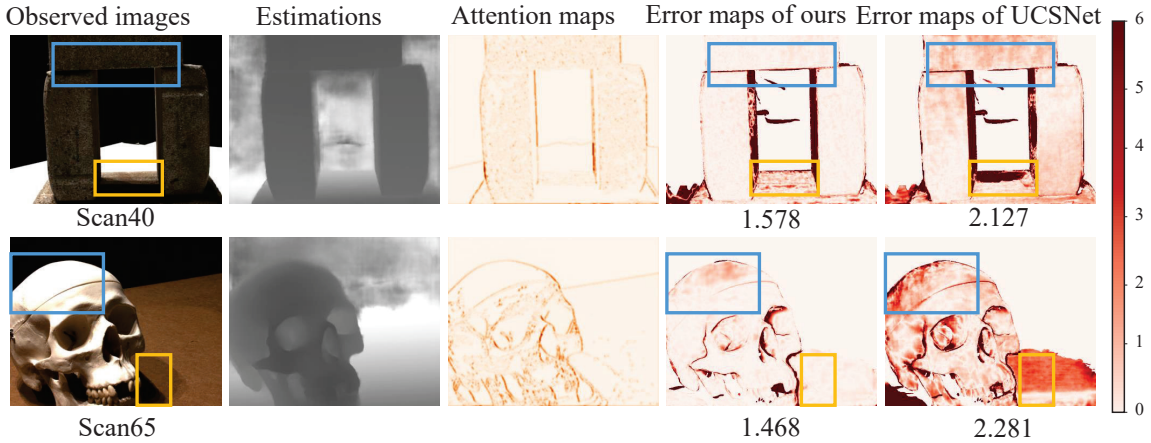 Observed images Estimations Attention maps Error maps of ours Error maps of UCSNet
6
5
4
3
2
1
0
Scan40 1.578 2.127
Scan65 1.468 2.281